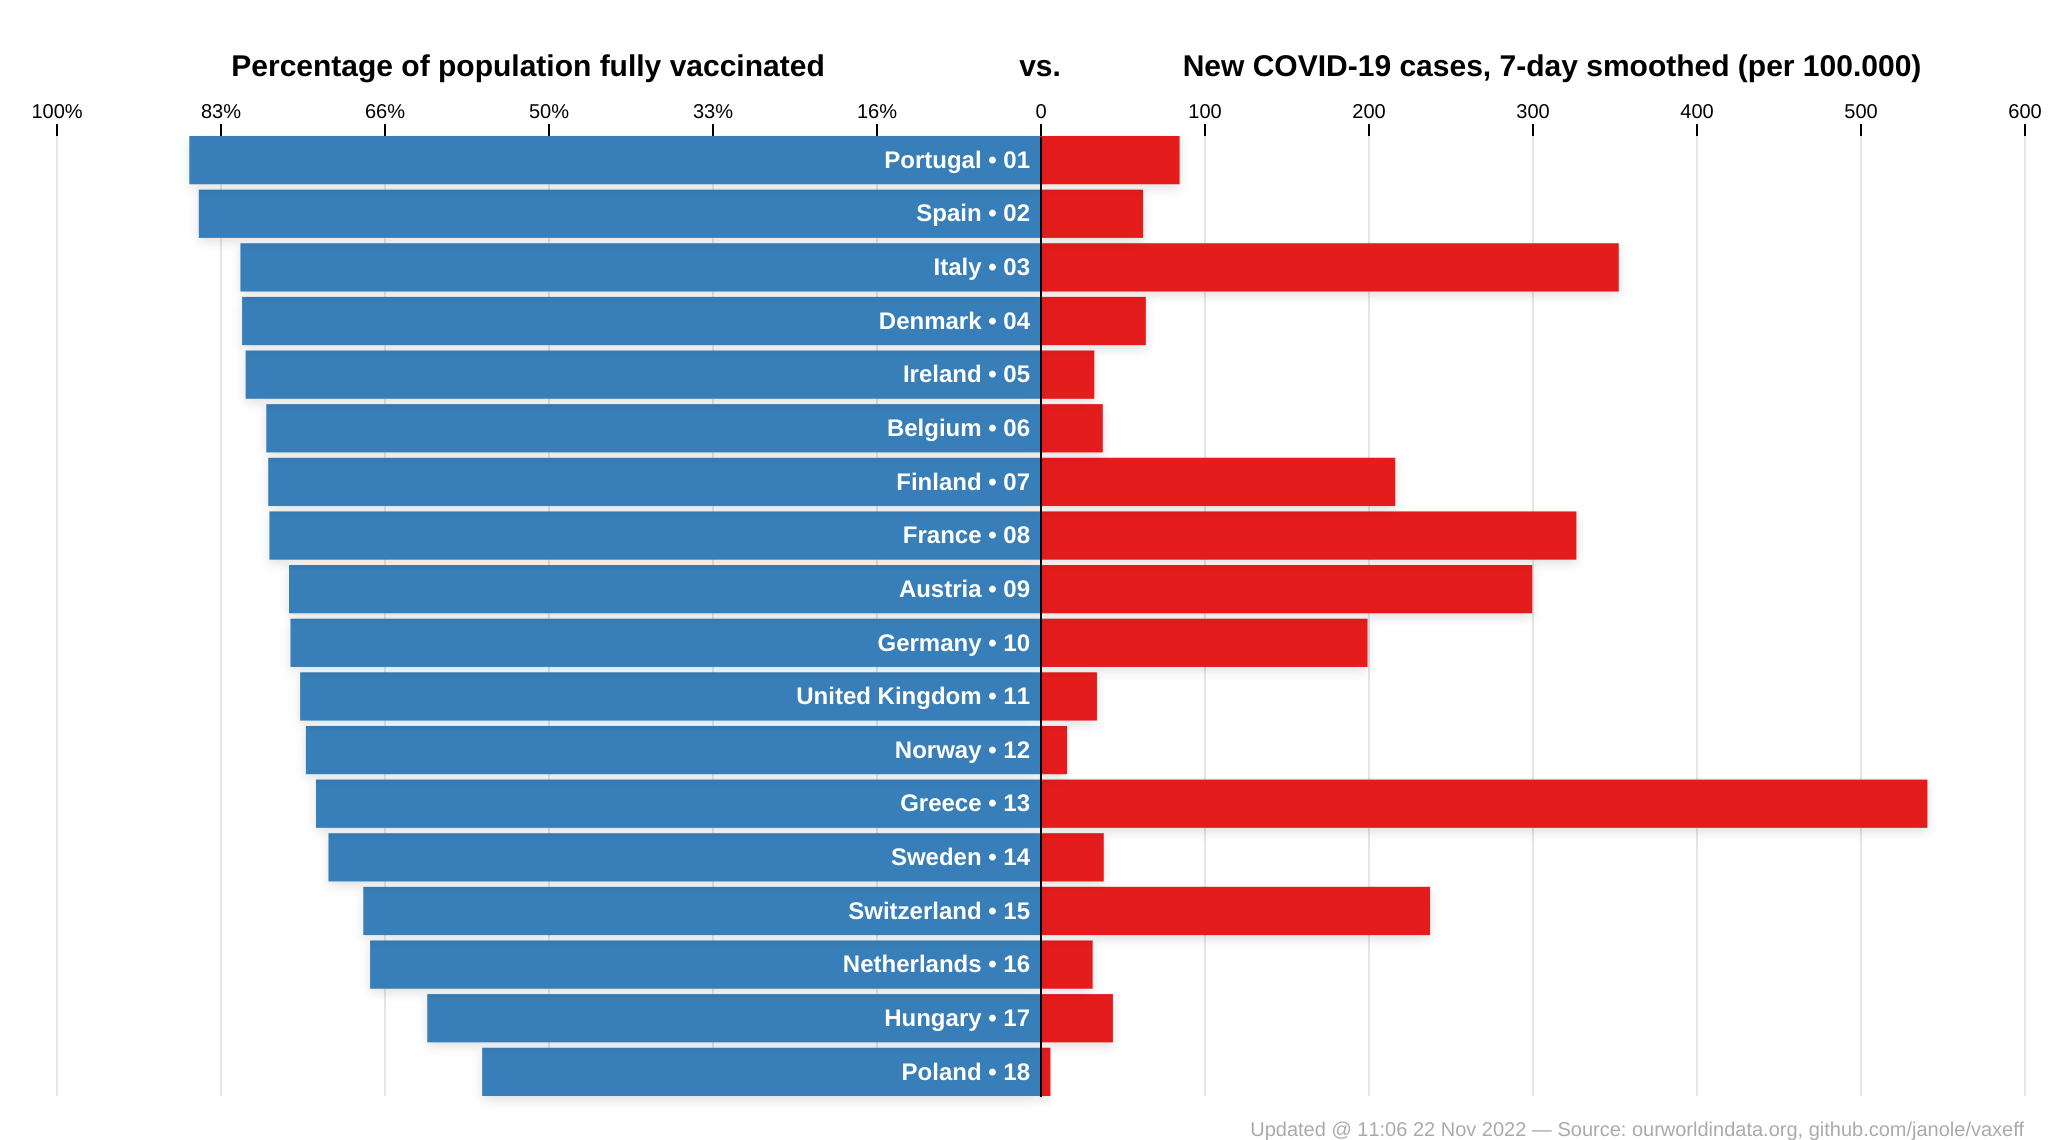 Percentage of population fully vaccinated vs. New COVID-19 cases, 7-day smoothed (per 100.000)
100% 83% 66% 50% 33% 16% 0 100 200 300 400 500 600
Portugal • 01
Spain • 02
Italy • 03
Denmark • 04
Ireland • 05
Belgium • 06
Finland • 07
France • 08
Austria • 09
Germany • 10
United Kingdom • 11
Norway • 12
Greece • 13
Sweden • 14
Switzerland • 15
Netherlands • 16
Hungary • 17
Poland • 18
Updated @ 11:06 22 Nov 2022 — Source: ourworldindata.org, github.com/janole/vaxeff